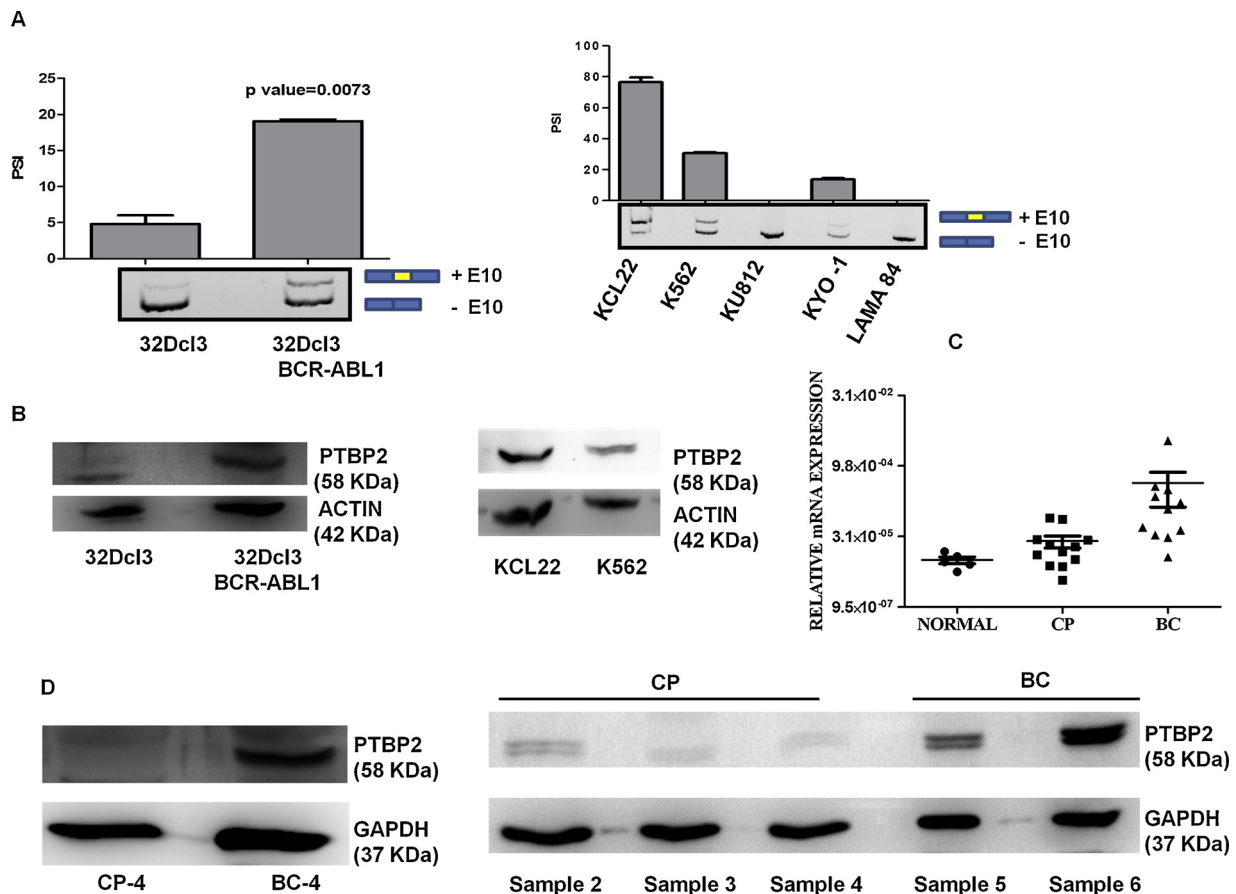 A
25
20
15
10
5
0
PSI
p value=0.0073
+ E10
- E10
32Dcl3
32Dcl3
BCR-ABL1
100
80
60
40
20
0
PSI
+ E10
- E10
KCL22
K562
KU812
KYO -1
LAMA 84
B
PTBP2
(58 KDa)
ACTIN
(42 KDa)
32Dcl3
32Dcl3
BCR-ABL1
PTBP2
(58 KDa)
ACTIN
(42 KDa)
KCL22
K562
C
RELATIVE mRNA EXPRESSION
3.1×10-02
9.8×10-04
3.1×10-05
9.5×10-07
NORMAL
CP
BC
D
PTBP2
(58 KDa)
GAPDH
(37 KDa)
CP-4
BC-4
CP
BC
PTBP2
(58 KDa)
GAPDH
(37 KDa)
Sample 2
Sample 3
Sample 4
Sample 5
Sample 6